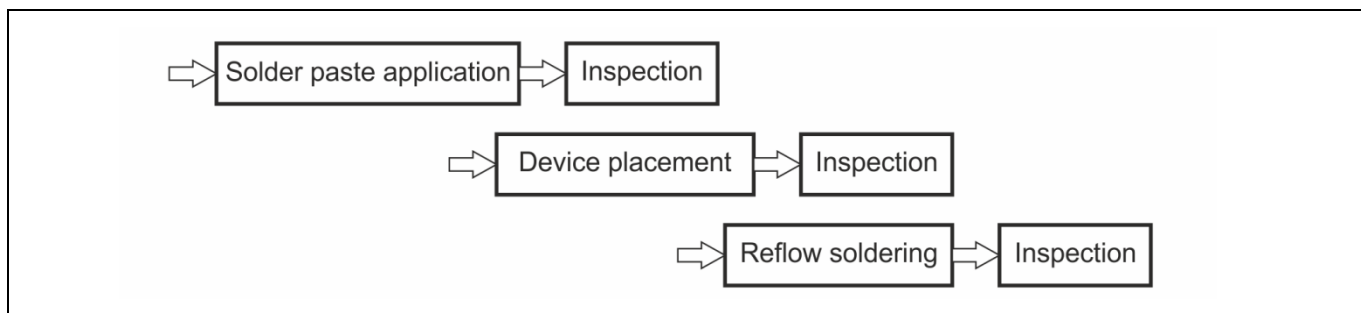 Solder paste application
Inspection
Device placement
Inspection
Reflow soldering
Inspection